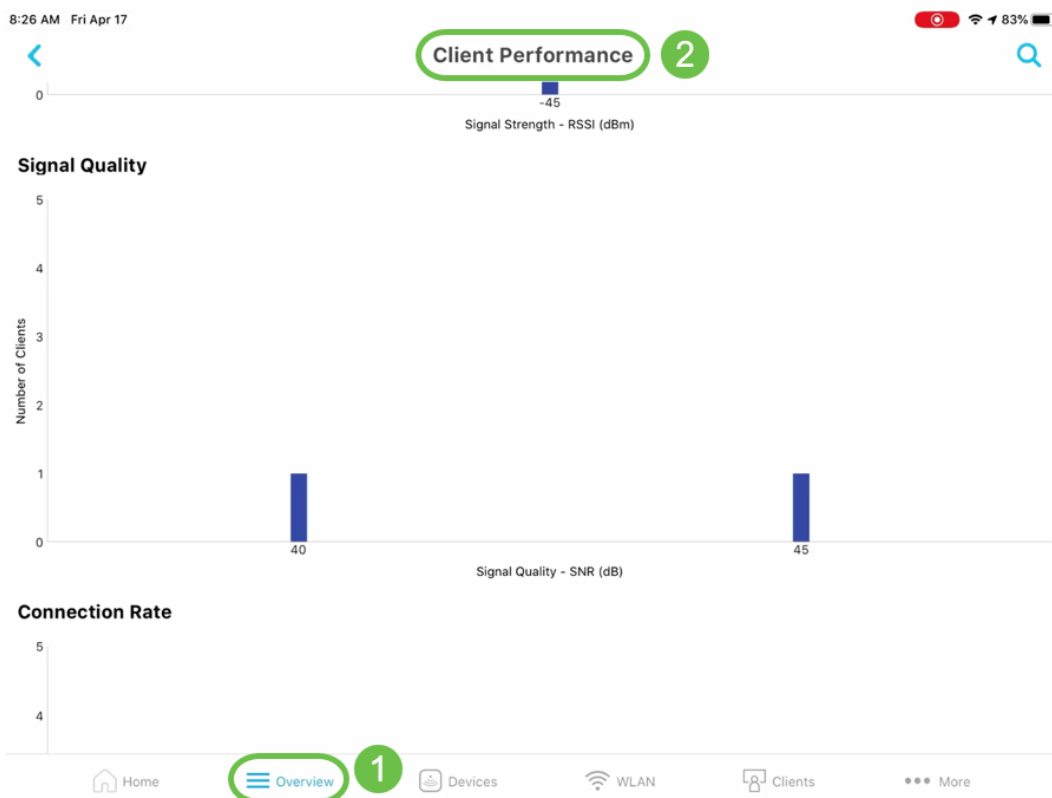 8:26 AM Fri Apr 17 83%
Client Performance 2
0
-45
Signal Strength - RSSI (dBm)
Signal Quality
5
4
3
2
1
0
Number of Clients
40 45
Signal Quality - SNR (dB)
Connection Rate
5
4
Home Overview 1 Devices WLAN Clients More